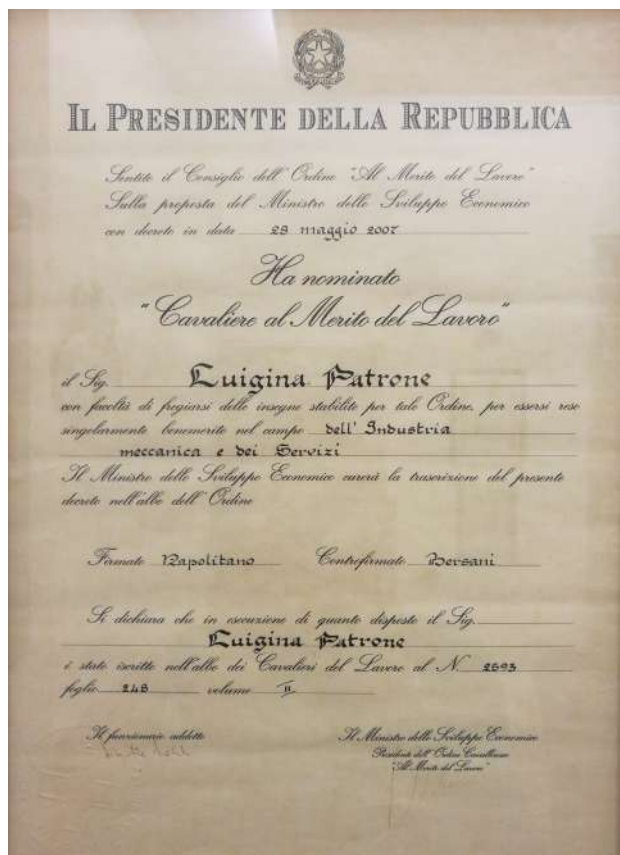 IL PRESIDENTE DELLA REPUBBLICA
Sentito il Consiglio dell'Ordine "Al Merito del Lavoro"
Sulla proposta del Ministro dello Sviluppo Economico
con decreto in data 29 maggio 2007
Ha nominato
"Cavaliere al Merito del Lavoro"
il Sig. Luigina Patrone
con facoltà di fregiarsi delle insegne stabilite per tale Ordine, per essersi reso
singolarmente benemerito nel campo dell'Industria
meccanica e dei Servizi
Il Ministro dello Sviluppo Economico curerà la trascrizione del presente
decreto nell'albo dell'Ordine
Firmato Napolitano Controfirmato Bersani
Si dichiara che in esecuzione di quanto disposto il Sig.
Luigina Patrone
è stato iscritto nell'albo dei Cavalieri del Lavoro al N. 2693
foglio 248 volume II
Il funzionario addetto
Il Ministro dello Sviluppo Economico
Presidente dell'Ordine Cavalleresco
"Al Merito del Lavoro"